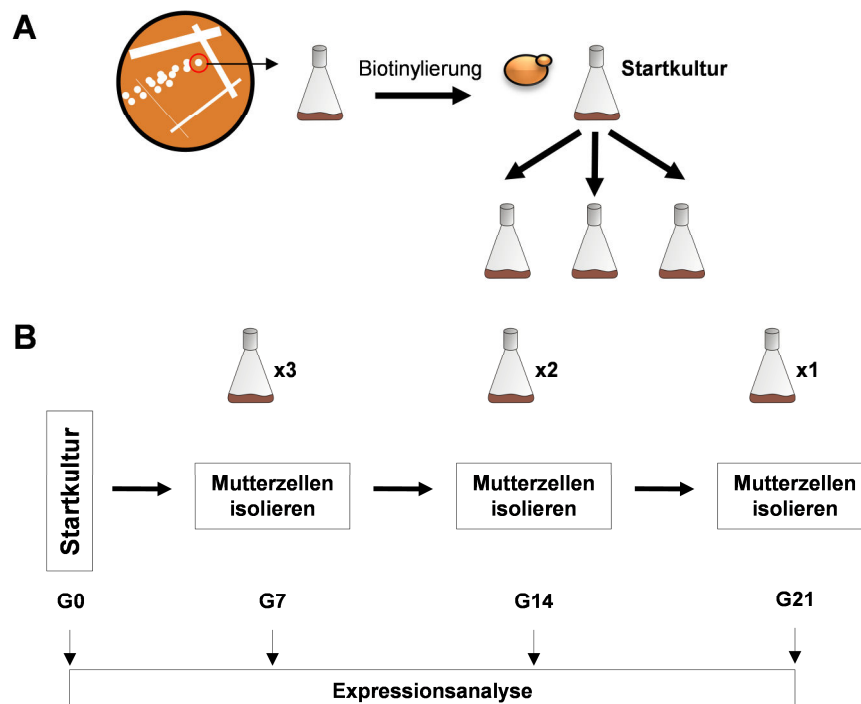 A
Biotinylierung
Startkultur
B
x3
x2
x1
Startkultur
Mutterzellen
isolieren
Mutterzellen
isolieren
Mutterzellen
isolieren
G0
G7
G14
G21
Expressionsanalyse